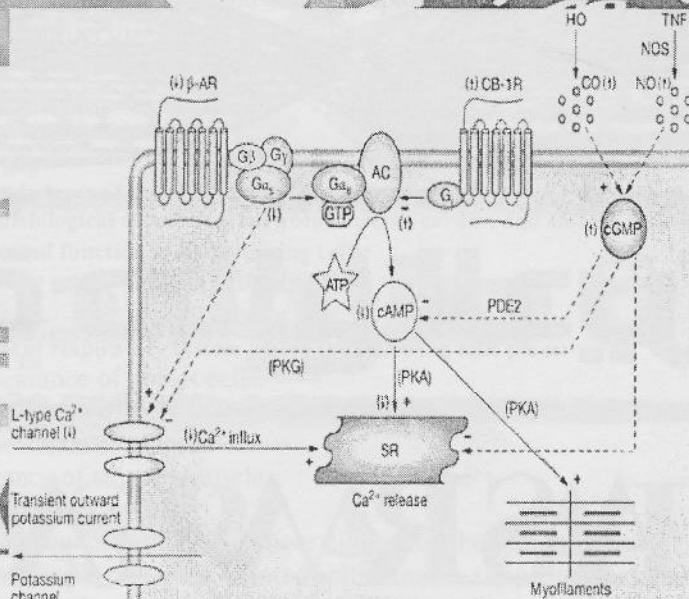 HO
TNF
NOS
CO(↑)
NO(↑)
(↓) β-AR
(↑) CB-1R
Gβ
Gγ
Gαs
(↓)
Gαs
GTP
AC
Gi
(↑)
ATP
(↓) cAMP
(↑) cGMP
PDE2
(PKG)
(PKA)
(↓) +
(PKA)
L-type Ca²⁺
channel (↓)
(↓)Ca²⁺ influx
SR
Ca²⁺ release
Transient outward
potassium current
Potassium
channel
Myofilaments